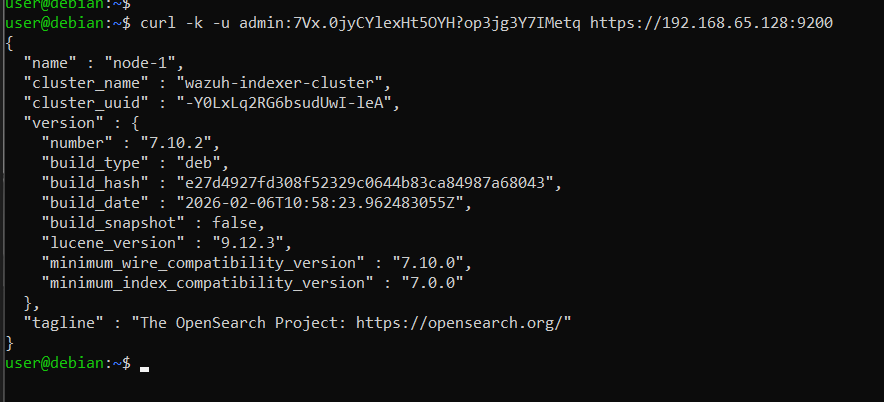 user@debian:~$
user@debian:~$ curl -k -u admin:7Vx.0jyCYlexHt5OYH?op3jg3Y7IMetq https://192.168.65.128:9200
{
  "name" : "node-1",
  "cluster_name" : "wazuh-indexer-cluster",
  "cluster_uuid" : "-Y0LxLq2RG6bsudUwI-leA",
  "version" : {
    "number" : "7.10.2",
    "build_type" : "deb",
    "build_hash" : "e27d4927fd308f52329c0644b83ca84987a68043",
    "build_date" : "2026-02-06T10:58:23.962483055Z",
    "build_snapshot" : false,
    "lucene_version" : "9.12.3",
    "minimum_wire_compatibility_version" : "7.10.0",
    "minimum_index_compatibility_version" : "7.0.0"
  },
  "tagline" : "The OpenSearch Project: https://opensearch.org/"
}
user@debian:~$